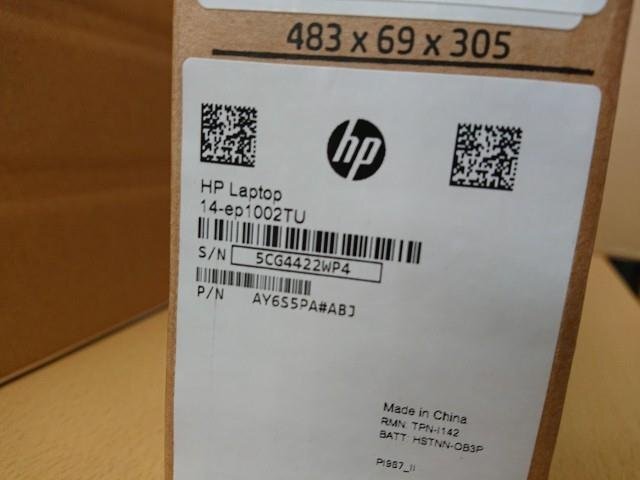 483 x 69 x 305
hp
HP Laptop
14-ep1002TU
S/N 5CG4422WP4
P/N AY6S5PA#ABJ
Made in China
RMN: TPN-I142
BATT: HSTNN-OB3P
PI987_II